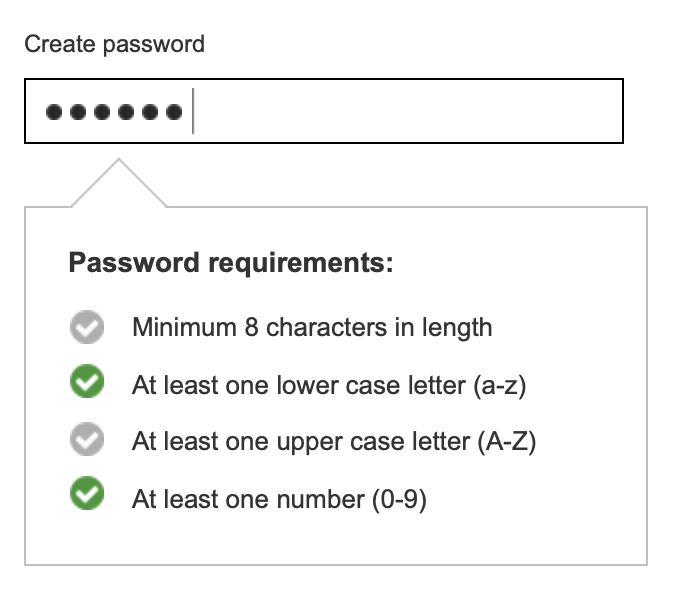 Create password
••••••
Password requirements:
Minimum 8 characters in length
At least one lower case letter (a-z)
At least one upper case letter (A-Z)
At least one number (0-9)